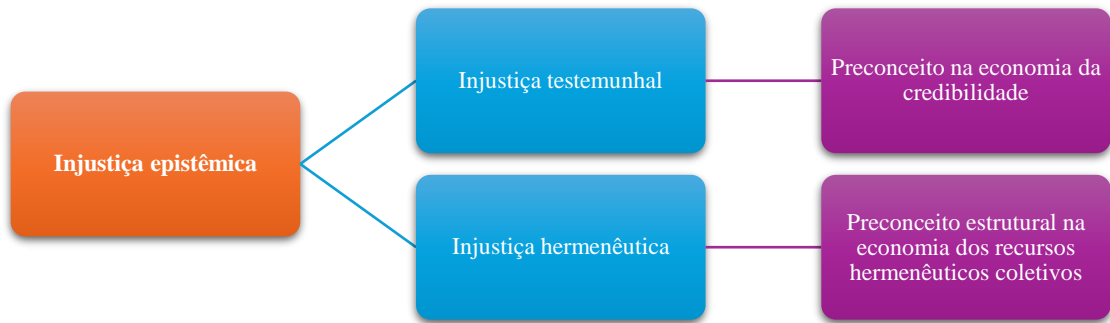 Injustiça epistêmica
Injustiça testemunhal
Preconceito na economia da
credibilidade
Injustiça hermenêutica
Preconceito estrutural na
economia dos recursos
hermenêuticos coletivos